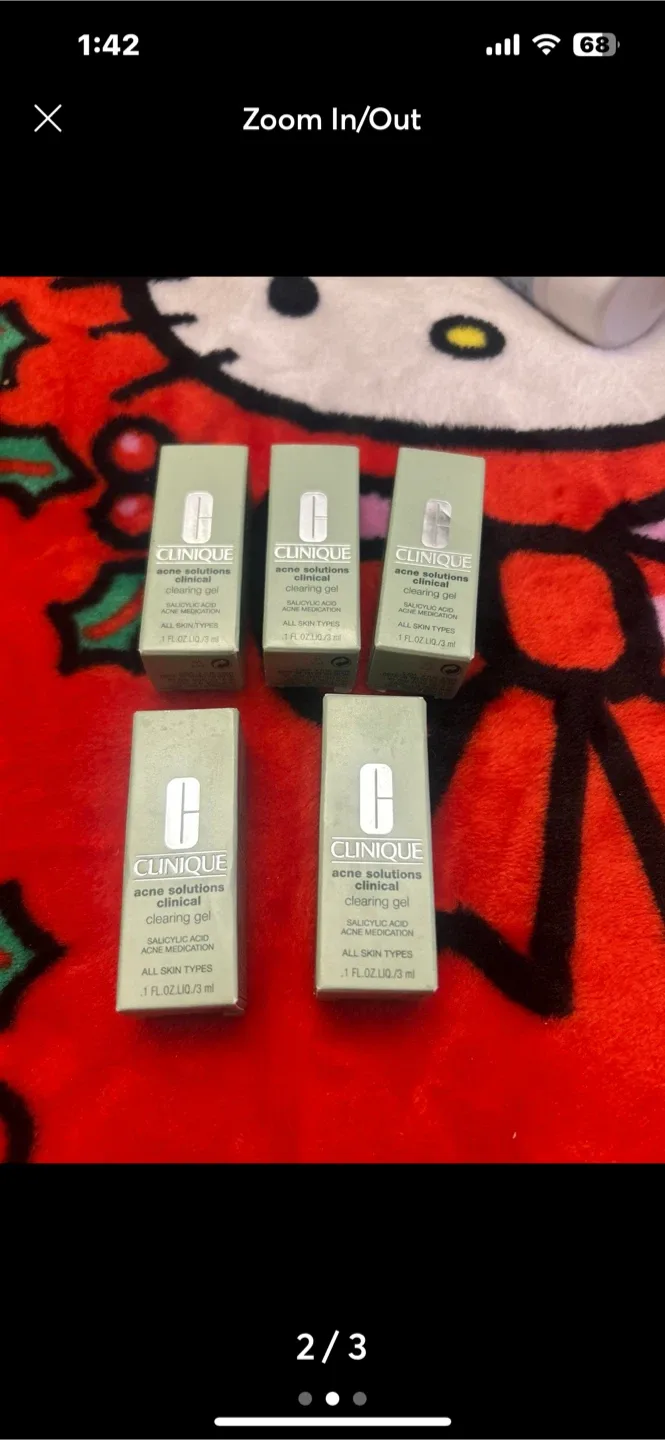 1:42
68
Zoom In/Out
CLINIQUE
acne solutions
clinical
clearing gel
SALICYLIC ACID
ACNE MEDICATION
ALL SKIN TYPES
.1 FL.OZ.LIQ./3 ml
CLINIQUE
acne solutions
clinical
clearing gel
SALICYLIC ACID
ACNE MEDICATION
ALL SKIN TYPES
.1 FL.OZ.LIQ./3 ml
CLINIQUE
acne solutions
clinical
clearing gel
SALICYLIC ACID
ACNE MEDICATION
ALL SKIN TYPES
.1 FL.OZ.LIQ./3 ml
CLINIQUE
acne solutions
clinical
clearing gel
SALICYLIC ACID
ACNE MEDICATION
ALL SKIN TYPES
.1 FL.OZ.LIQ./3 ml
CLINIQUE
acne solutions
clinical
clearing gel
SALICYLIC ACID
ACNE MEDICATION
ALL SKIN TYPES
.1 FL.OZ.LIQ./3 ml
2 / 3